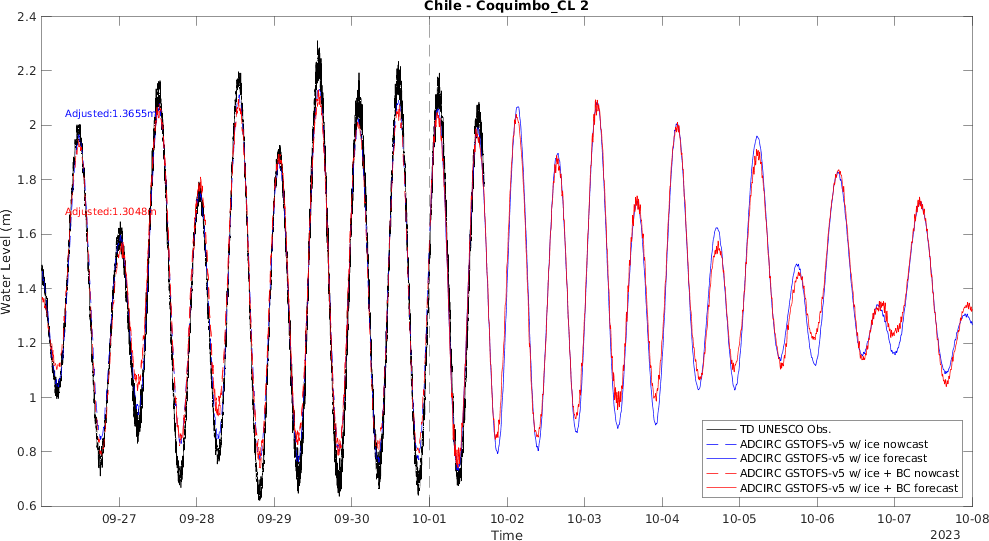 Chile - Coquimbo_CL 2
Water Level (m)
2.4
2.2
2
1.8
1.6
1.4
1.2
1
0.8
0.6
Adjusted:1.3655m
Adjusted:1.3048m
TD UNESCO Obs.
ADCIRC GSTOFS-v5 w/ ice nowcast
ADCIRC GSTOFS-v5 w/ ice forecast
ADCIRC GSTOFS-v5 w/ ice + BC nowcast
ADCIRC GSTOFS-v5 w/ ice + BC forecast
09-27 09-28 09-29 09-30 10-01 10-02 10-03 10-04 10-05 10-06 10-07 10-08
Time
2023